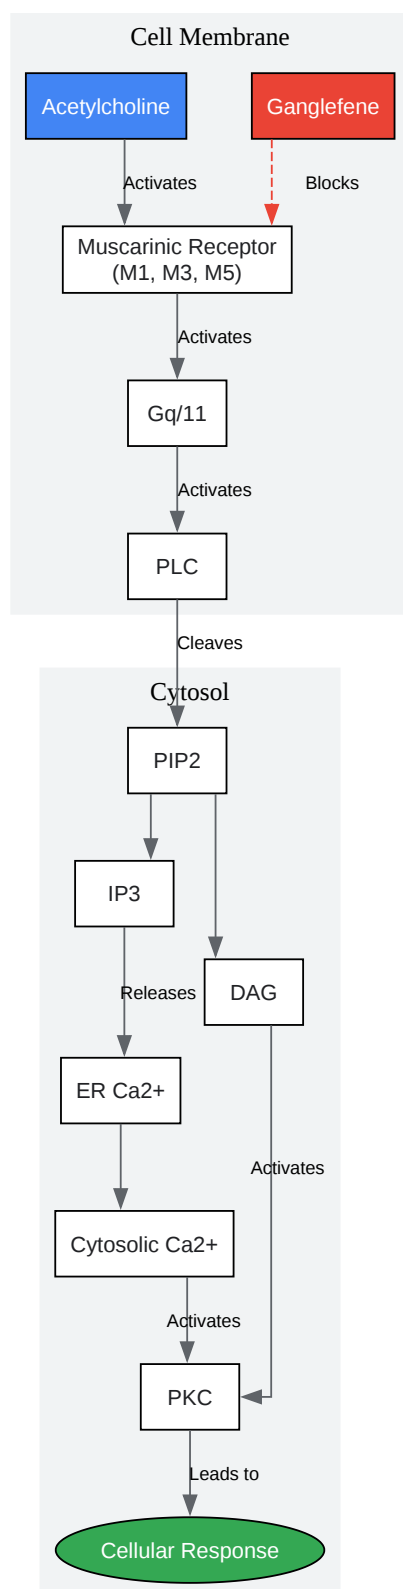 Cell Membrane
Acetylcholine
Ganglefene
Activates
Blocks
Muscarinic Receptor
(M1, M3, M5)
Activates
Gq/11
Activates
PLC
Cleaves
Cytosol
PIP2
IP3
DAG
Releases
ER Ca2+
Activates
Cytosolic Ca2+
Activates
PKC
Leads to
Cellular Response